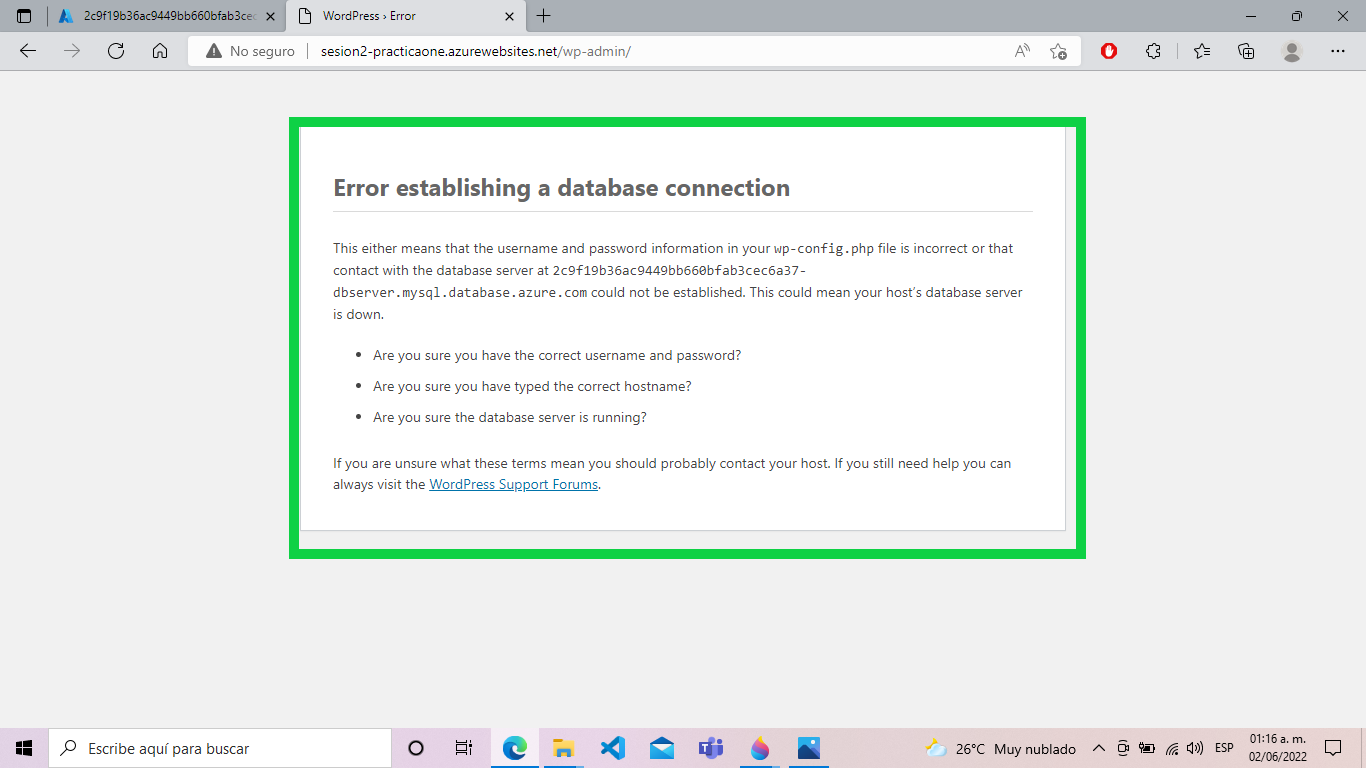 2c9f19b36ac9449bb660bfab3cec
WordPress › Error
No seguro
sesion2-practicaone.azurewebsites.net/wp-admin/
Error establishing a database connection
This either means that the username and password information in your wp-config.php file is incorrect or that
contact with the database server at 2c9f19b36ac9449bb660bfab3cec6a37-
dbserver.mysql.database.azure.com could not be established. This could mean your host’s database server
is down.
• Are you sure you have the correct username and password?
• Are you sure you have typed the correct hostname?
• Are you sure the database server is running?
If you are unsure what these terms mean you should probably contact your host. If you still need help you can
always visit the WordPress Support Forums.
Escribe aquí para buscar
26°C Muy nublado
ESP
01:16 a. m.
02/06/2022